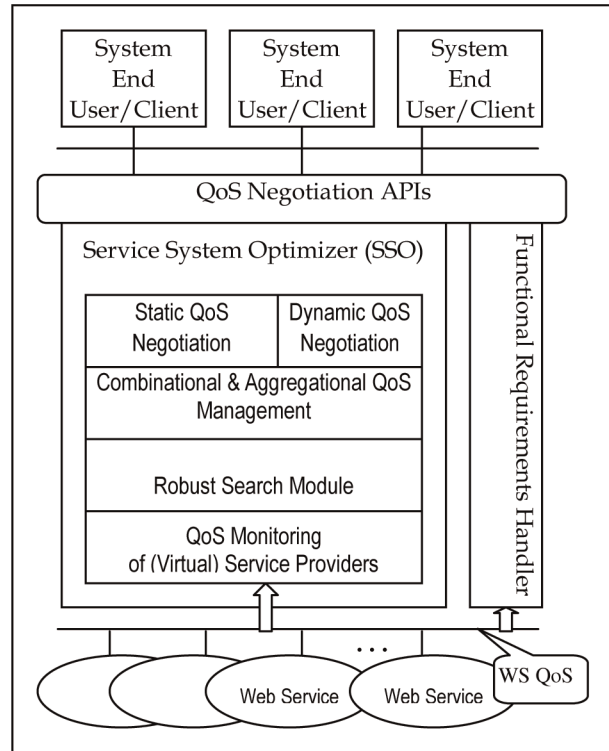 System
End
User/Client
System
End
User/Client
System
End
User/Client
QoS Negotiation APIs
Service System Optimizer (SSO)
Static QoS
Negotiation
Dynamic QoS
Negotiation
Combinational & Aggregational QoS
Management
Robust Search Module
QoS Monitoring
of (Virtual) Service Providers
Functional Requirements Handler
...
WS QoS
Web Service
Web Service